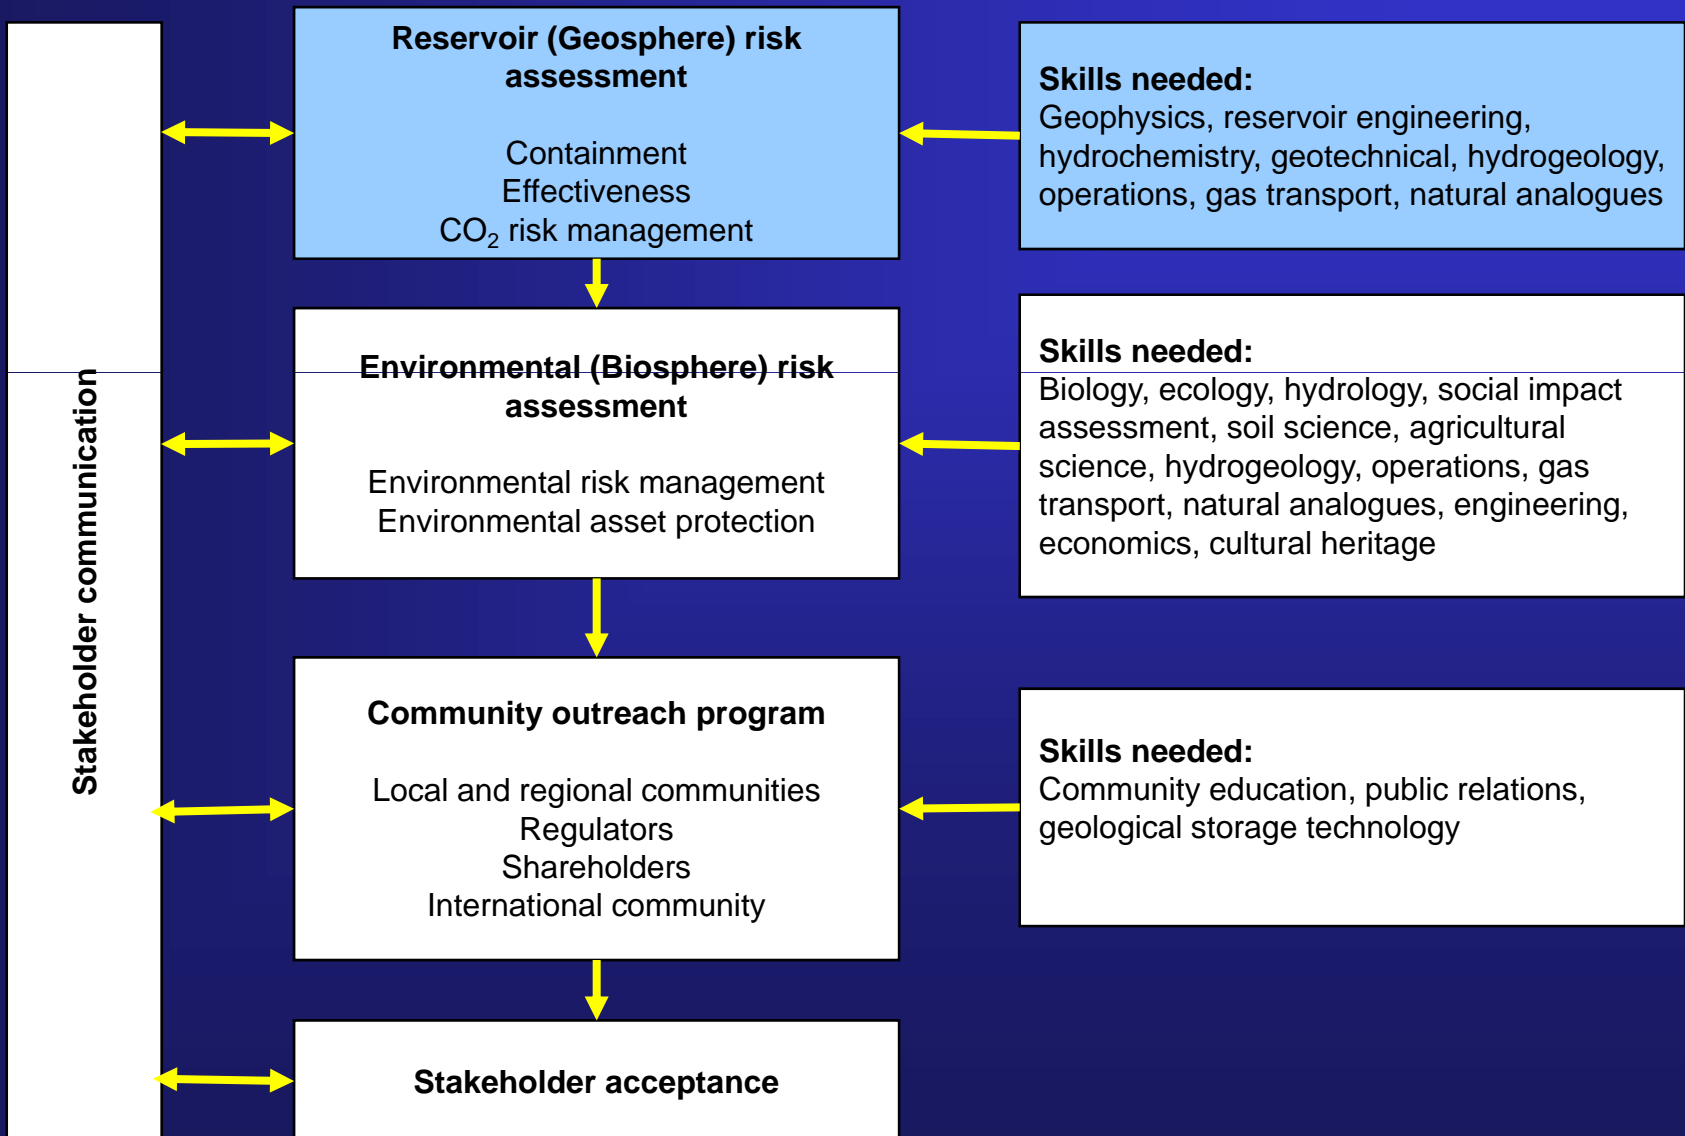 Stakeholder communication
Reservoir (Geosphere) risk
assessment
Containment
Effectiveness
CO₂ risk management
Skills needed:
Geophysics, reservoir engineering,
hydrochemistry, geotechnical, hydrogeology,
operations, gas transport, natural analogues
Environmental (Biosphere) risk
assessment
Environmental risk management
Environmental asset protection
Skills needed:
Biology, ecology, hydrology, social impact
assessment, soil science, agricultural
science, hydrogeology, operations, gas
transport, natural analogues, engineering,
economics, cultural heritage
Community outreach program
Local and regional communities
Regulators
Shareholders
International community
Skills needed:
Community education, public relations,
geological storage technology
Stakeholder acceptance